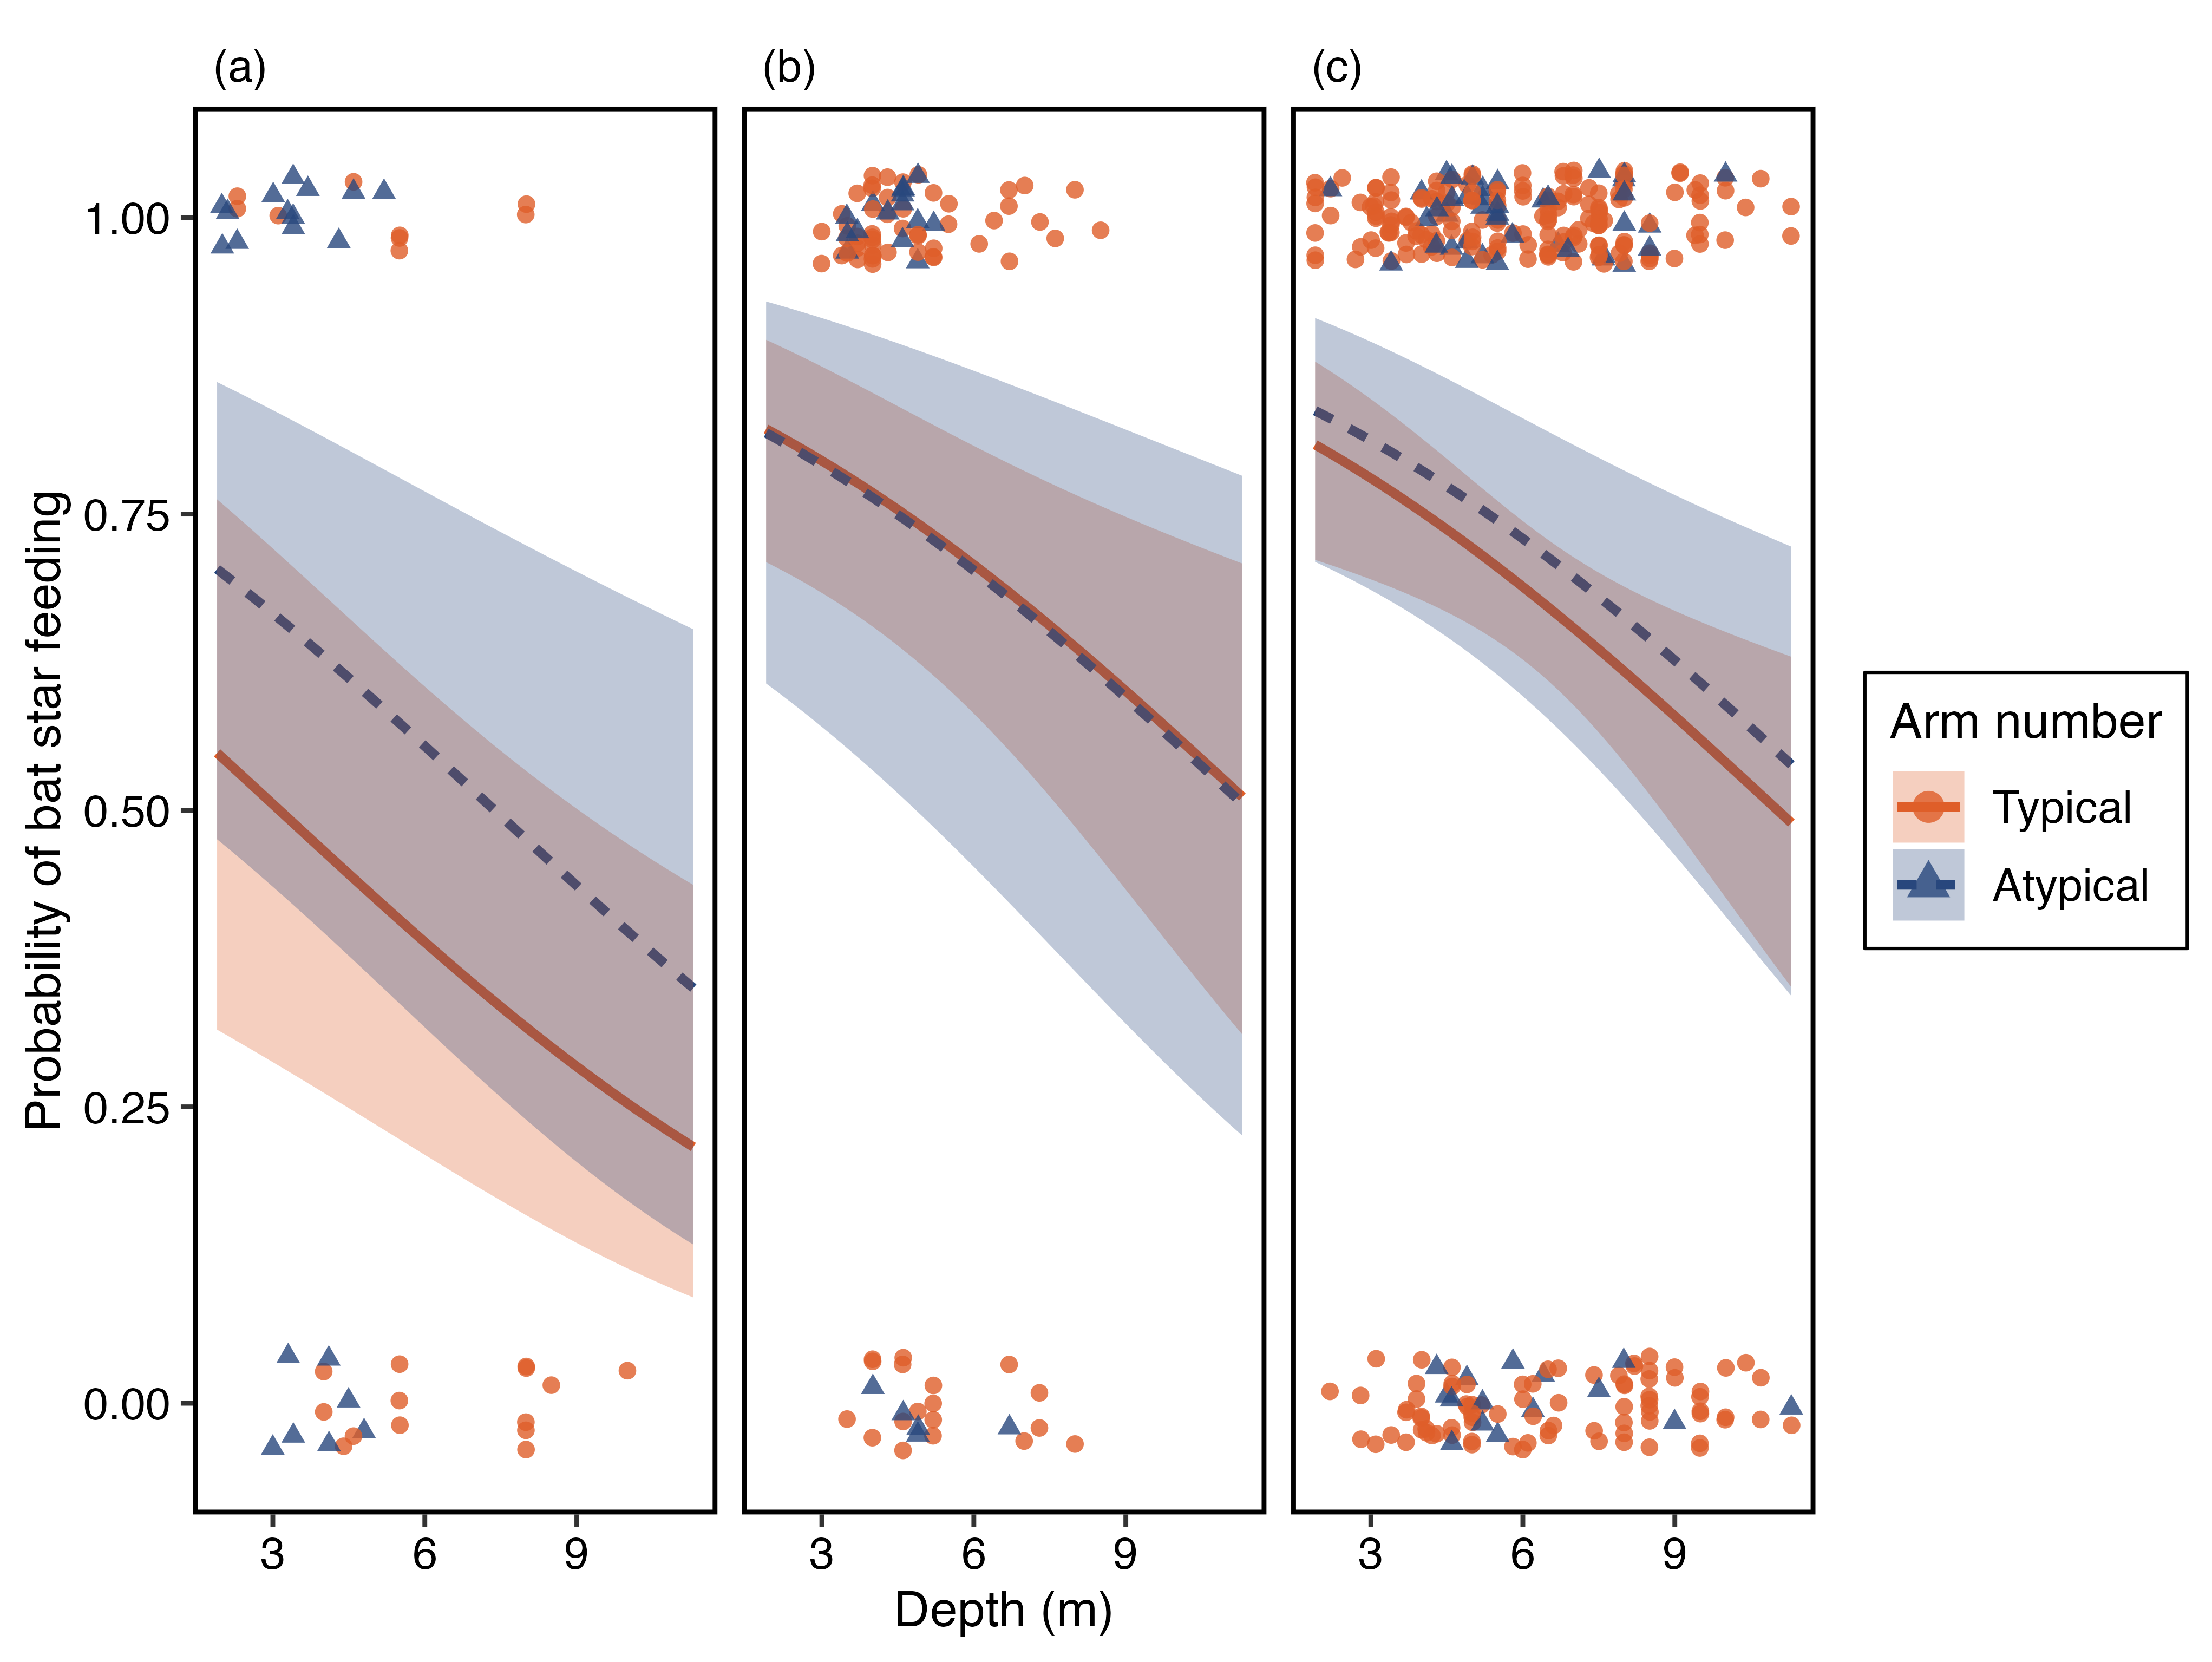 (a)
(b)
(c)
Probability of bat star feeding
1.00
0.75
0.50
0.25
0.00
3 6 9
3 6 9
3 6 9
Depth (m)
Arm number
Typical
Atypical